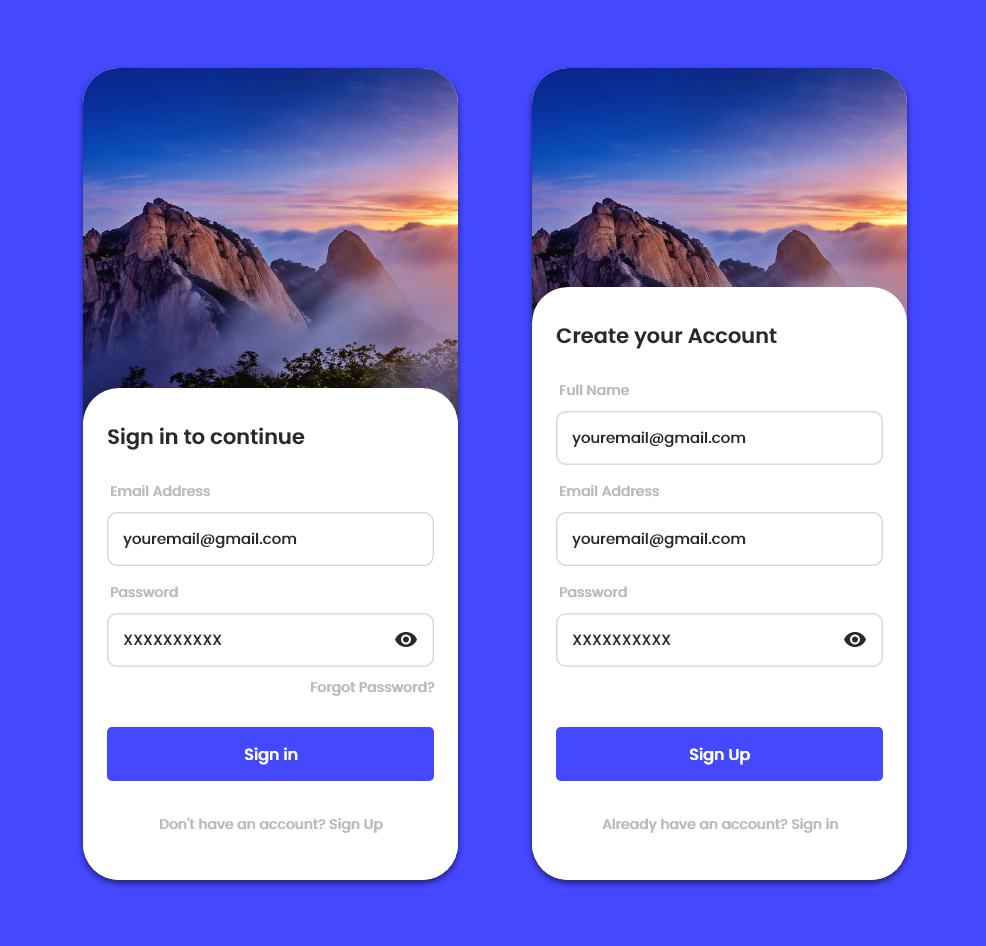 Sign in to continue
Email Address
youremail@gmail.com
Password
XXXXXXXXXX
Forgot Password?
Sign in
Don't have an account? Sign Up
Create your Account
Full Name
youremail@gmail.com
Email Address
youremail@gmail.com
Password
XXXXXXXXXX
Sign Up
Already have an account? Sign in